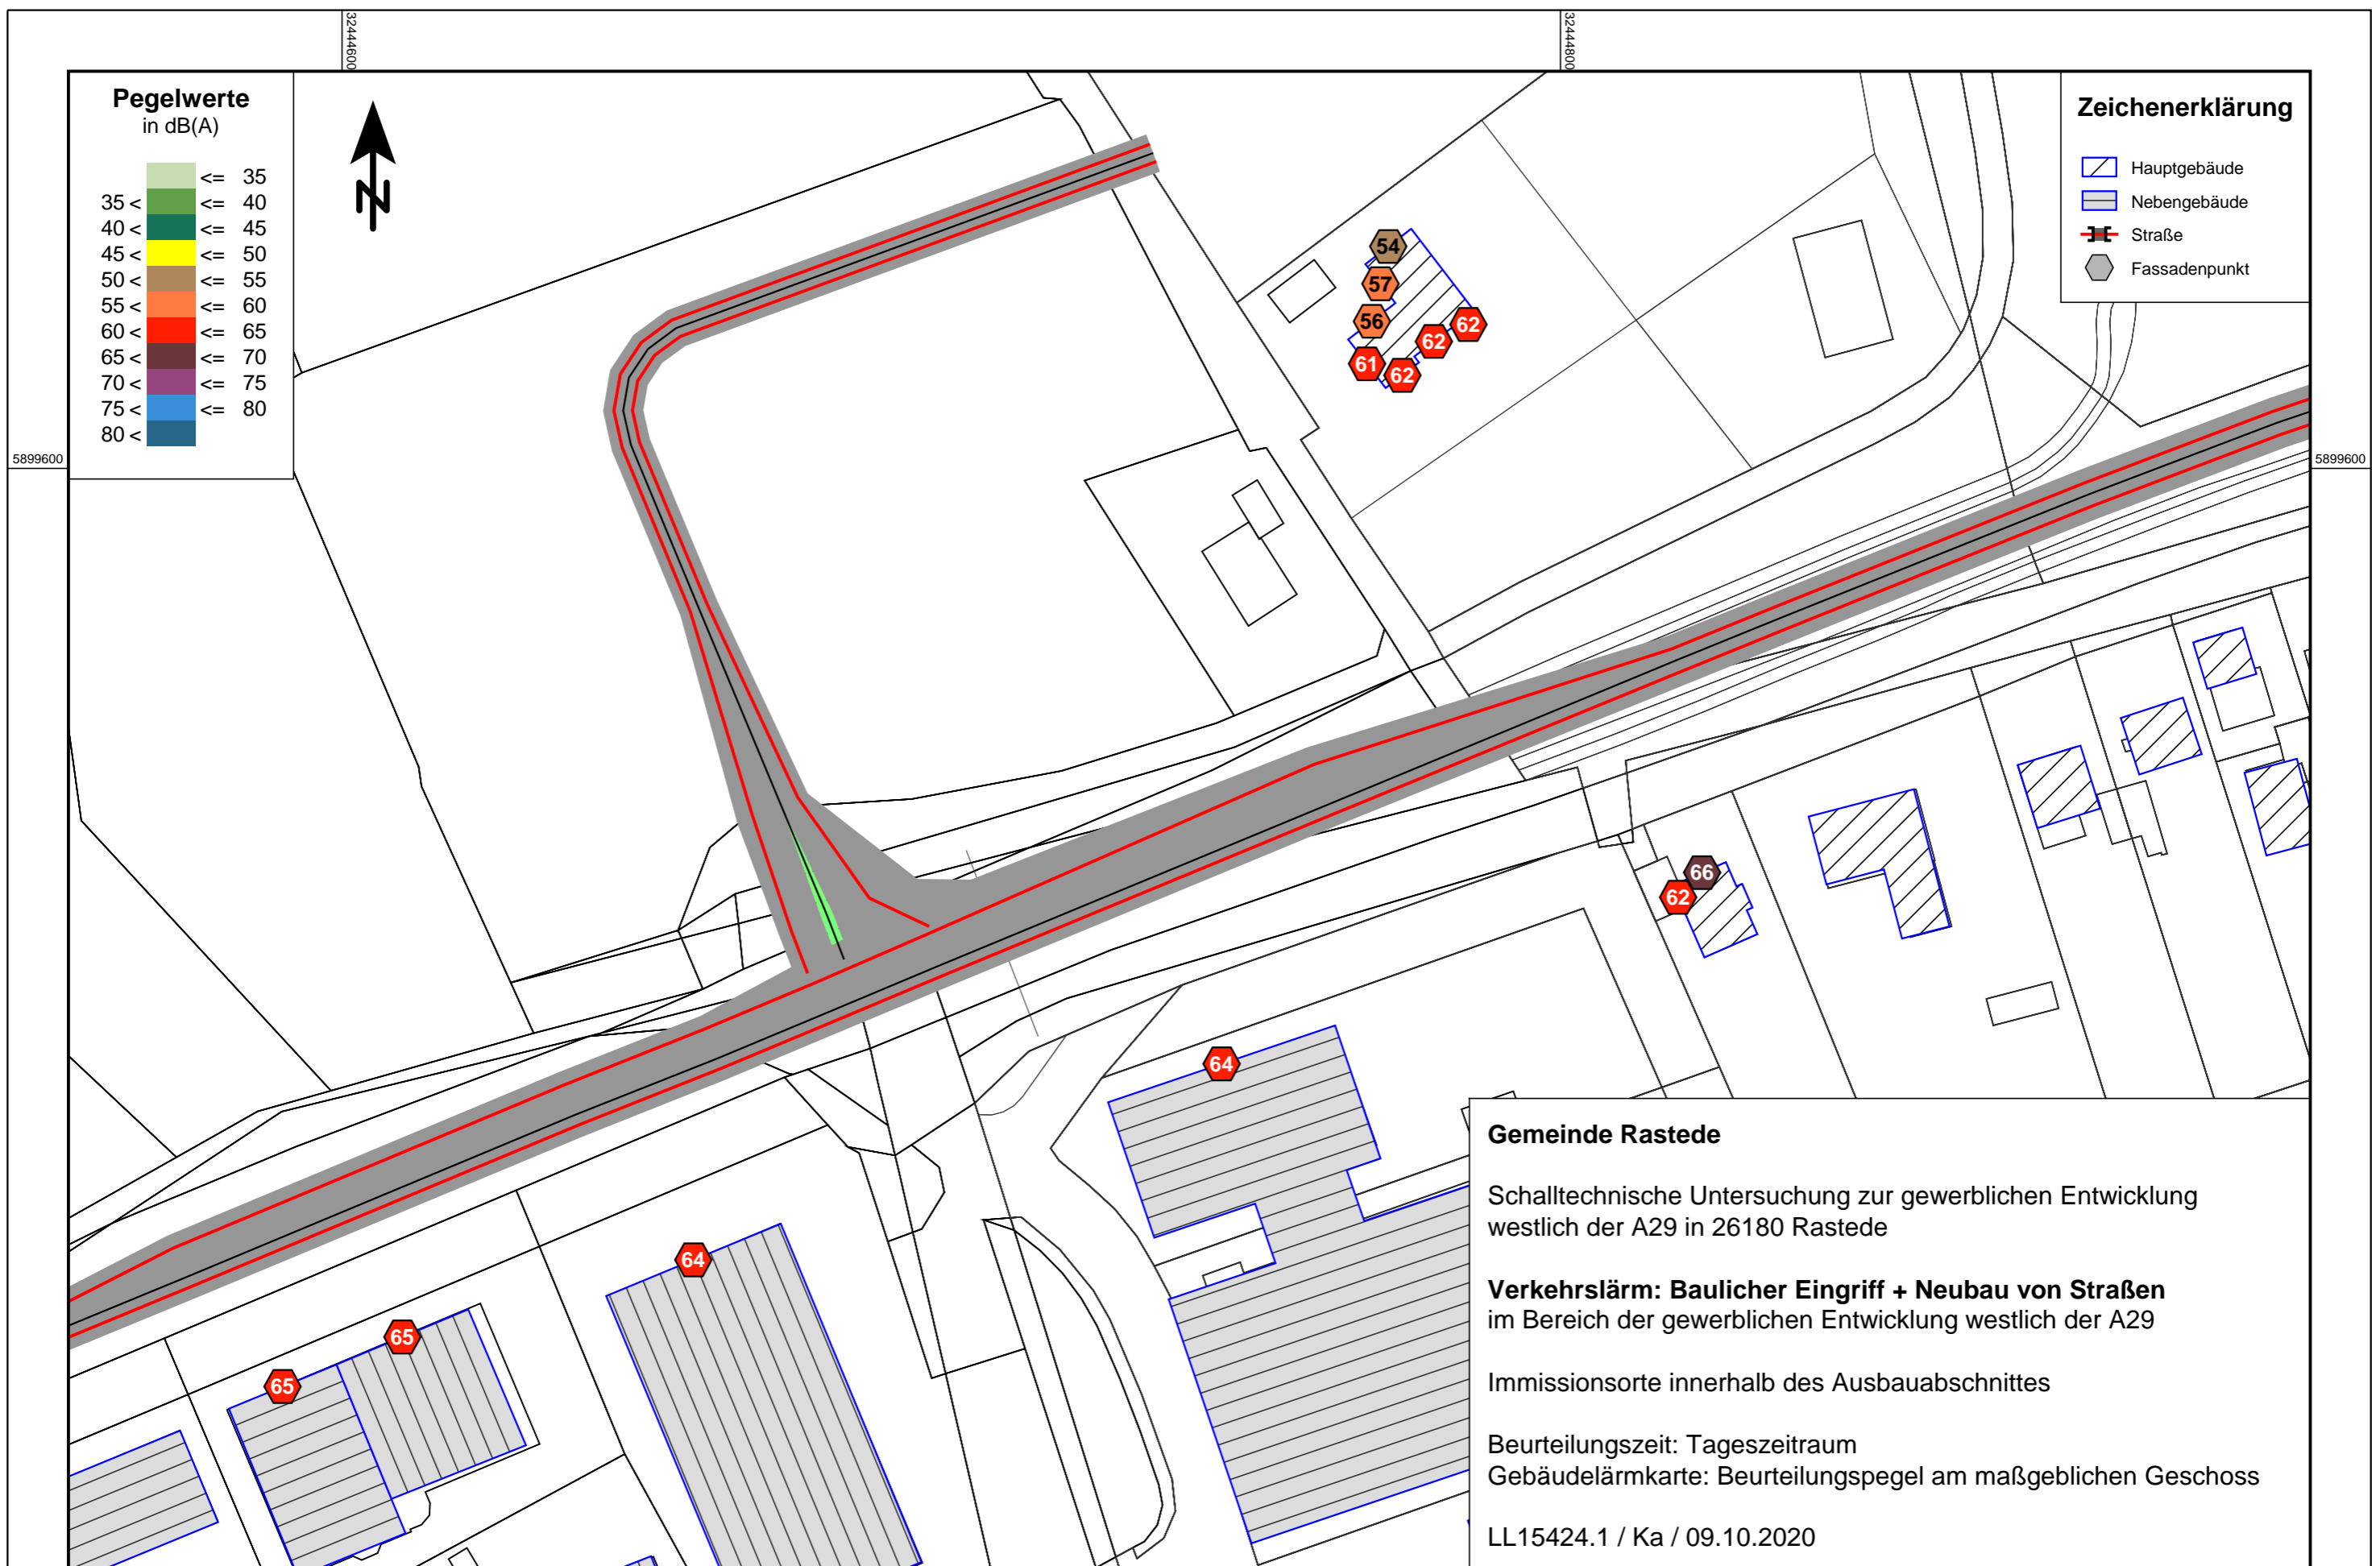 32444600
32444800
Pegelwerte
in dB(A)
<= 35
35 < <= 40
40 < <= 45
45 < <= 50
50 < <= 55
55 < <= 60
60 < <= 65
65 < <= 70
70 < <= 75
75 < <= 80
80 <
N
Zeichenerklärung
Hauptgebäude
Nebengebäude
Straße
Fassadenpunkt
5899600
5899600
54
57
56
62
62
61
62
66
62
64
64
65
65
Gemeinde Rastede
Schalltechnische Untersuchung zur gewerblichen Entwicklung
westlich der A29 in 26180 Rastede
Verkehrslärm: Baulicher Eingriff + Neubau von Straßen
im Bereich der gewerblichen Entwicklung westlich der A29
Immissionsorte innerhalb des Ausbauabschnittes
Beurteilungszeit: Tageszeitraum
Gebäudelärmkarte: Beurteilungspegel am maßgeblichen Geschoss
LL15424.1 / Ka / 09.10.2020